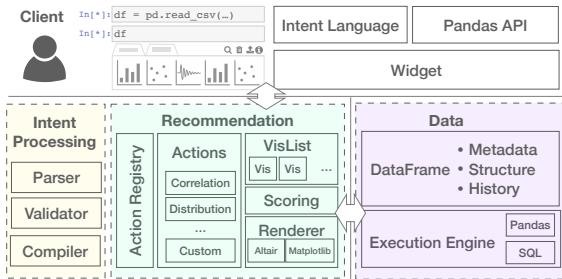 Client
In[*]: df = pd.read_csv(…)
In[*]: df
Intent Language
Pandas API
Widget
Intent
Processing
Parser
Validator
Compiler
Recommendation
Action Registry
Actions
Correlation
Distribution
...
Custom
VisList
Vis Vis ...
Scoring
Renderer
Altair Matplotlib
Data
DataFrame
• Metadata
• Structure
• History
Execution Engine
Pandas
SQL